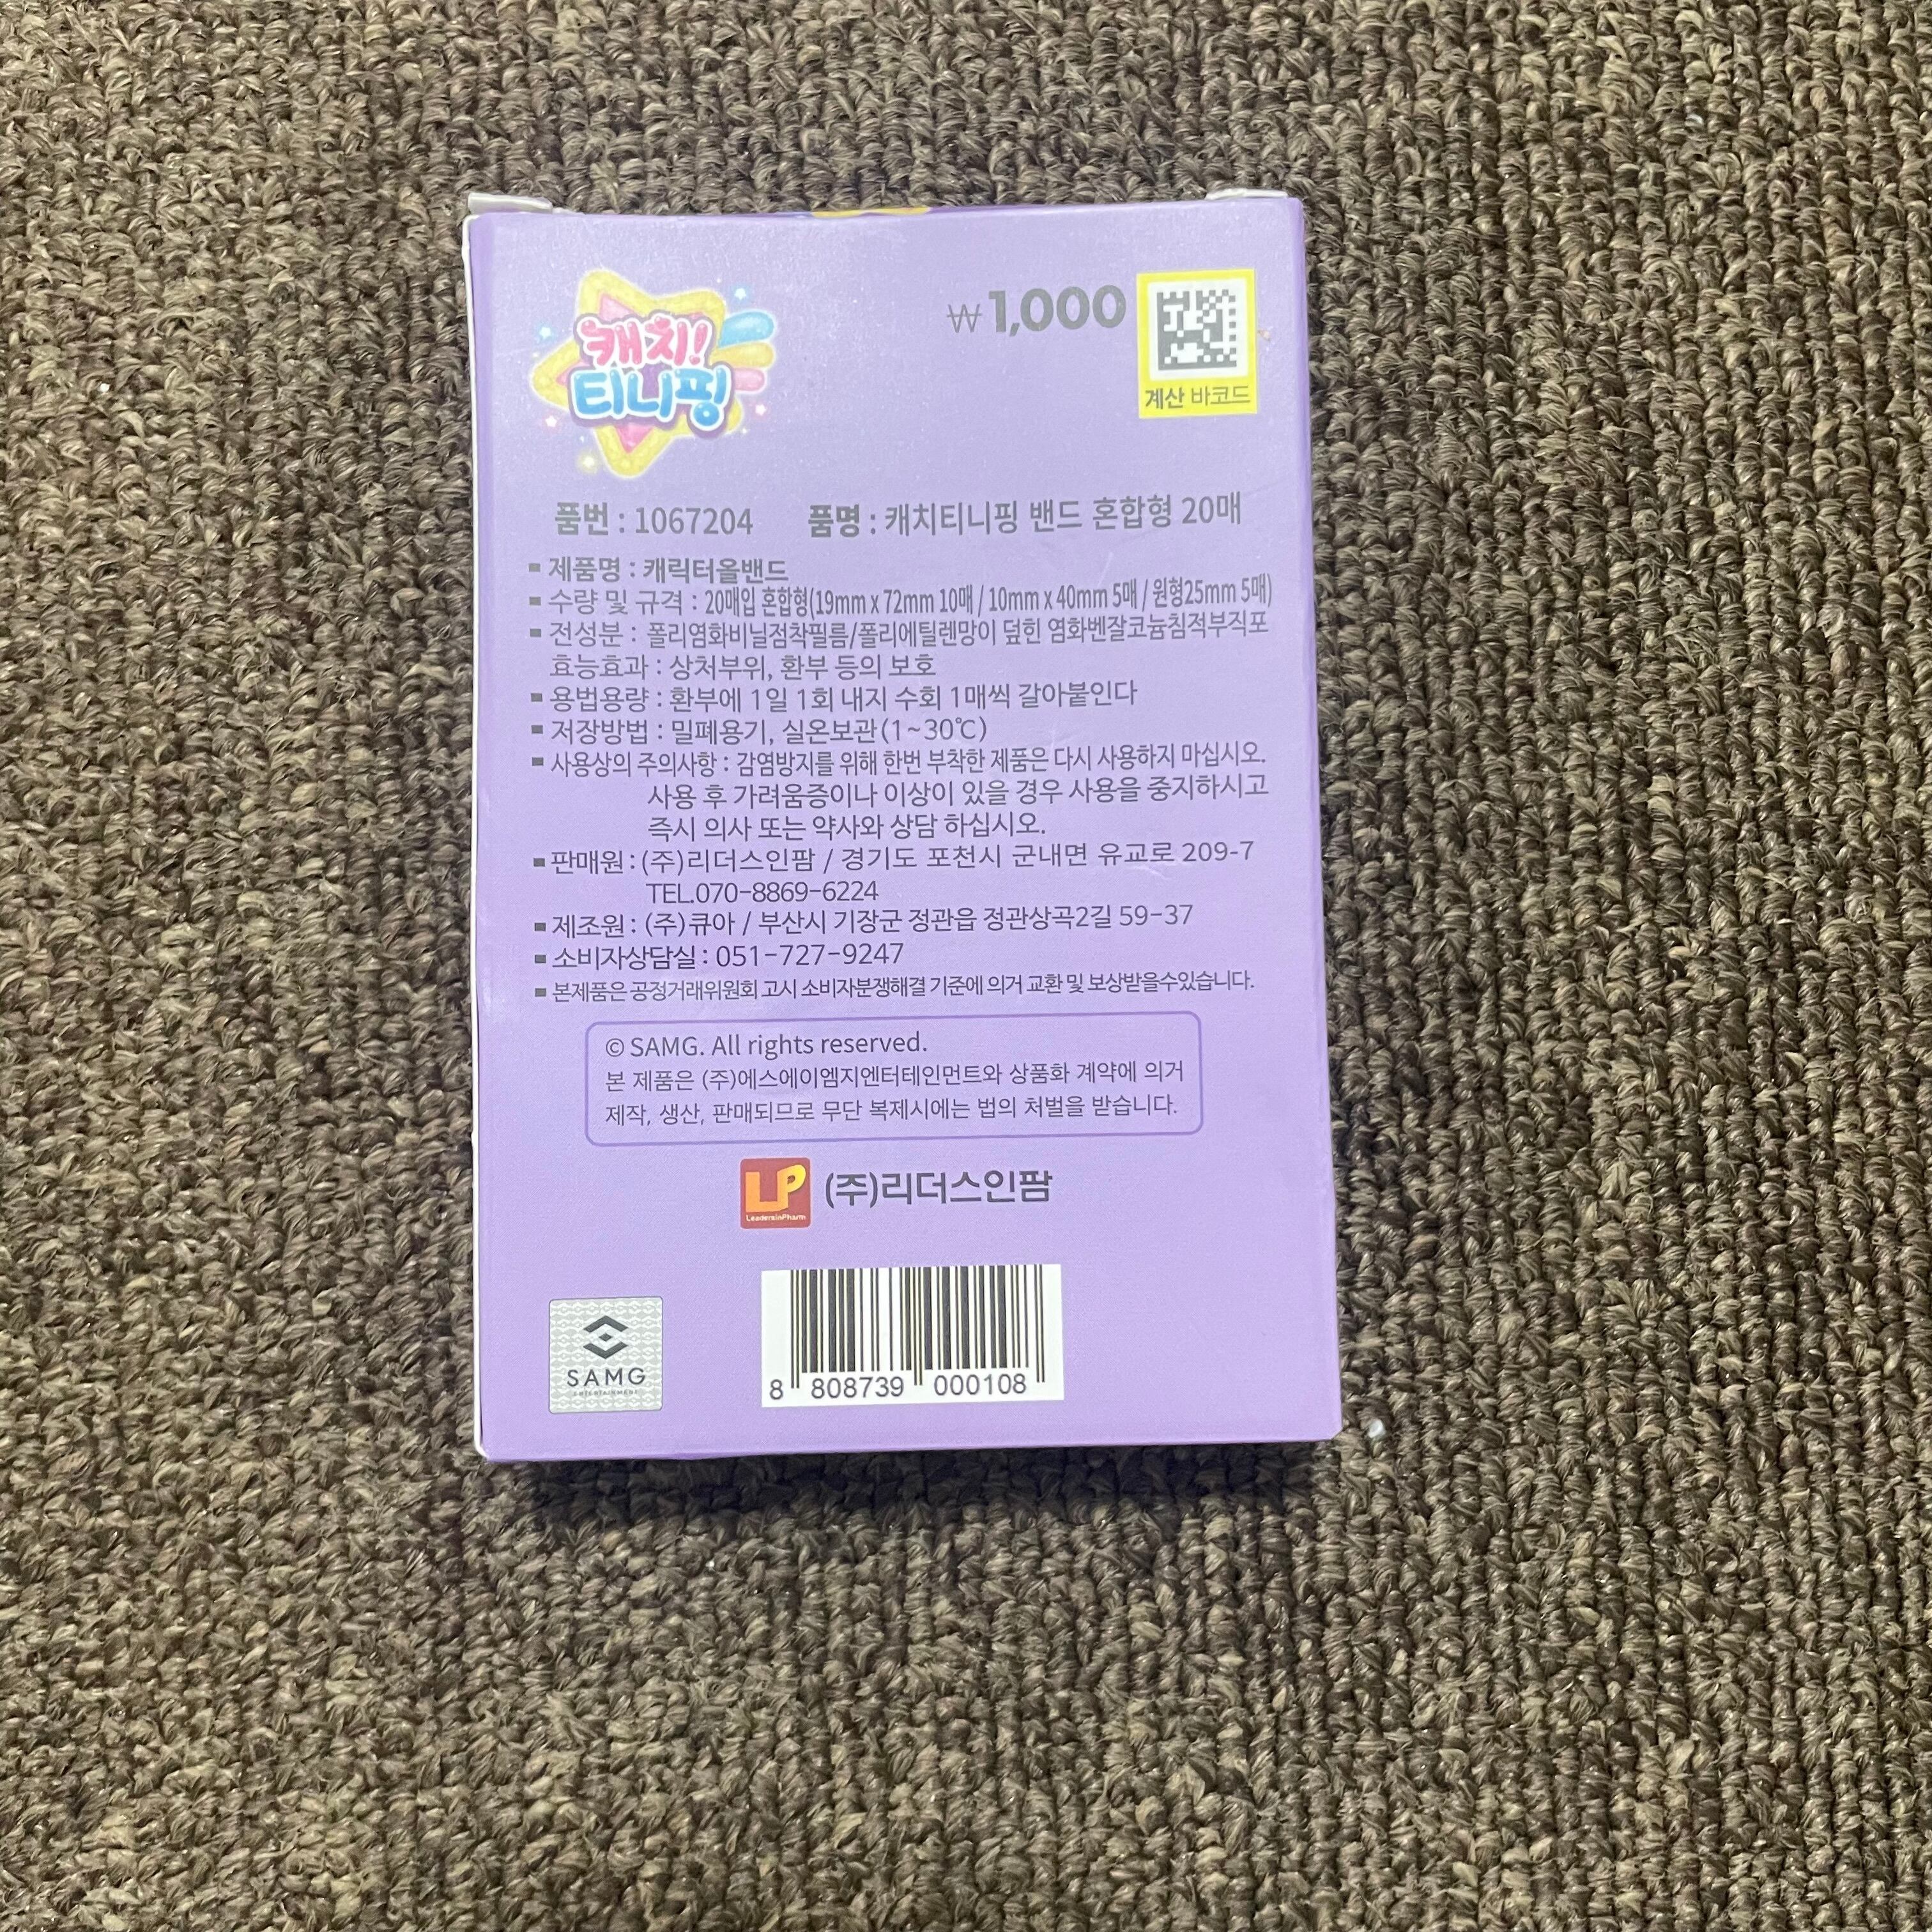 캐치!
티니핑
₩1,000
계산 바코드
품번 : 1067204 품명 : 캐치티니핑 밴드 혼합형 20매
▪ 제품명 : 캐릭터올밴드
▪ 수량 및 규격 : 20매입 혼합형(19mm x 72mm 10매 / 10mm x 40mm 5매 / 원형25mm 5매)
▪ 전성분 : 폴리염화비닐점착필름/폴리에틸렌망이 덮힌 염화벤잘코늄침적부직포
효능효과 : 상처부위, 환부 등의 보호
▪ 용법용량 : 환부에 1일 1회 내지 수회 1매씩 갈아붙인다
▪ 저장방법 : 밀폐용기, 실온보관(1~30℃)
▪ 사용상의 주의사항 : 감염방지를 위해 한번 부착한 제품은 다시 사용하지 마십시오.
사용 후 가려움증이나 이상이 있을 경우 사용을 중지하시고
즉시 의사 또는 약사와 상담 하십시오.
▪ 판매원 : (주)리더스인팜 / 경기도 포천시 군내면 유교로 209-7
TEL.070-8869-6224
▪ 제조원 : (주)큐아 / 부산시 기장군 정관읍 정관상곡2길 59-37
▪ 소비자상담실 : 051-727-9247
▪ 본제품은 공정거래위원회 고시 소비자분쟁해결 기준에 의거 교환 및 보상받을수있습니다.
© SAMG. All rights reserved.
본 제품은 (주)에스에이엠지엔터테인먼트와 상품화 계약에 의거
제작, 생산, 판매되므로 무단 복제시에는 법의 처벌을 받습니다.
LP
LeadersInPharm
(주)리더스인팜
SAMG
ENTERTAINMENT
8 808739 000108